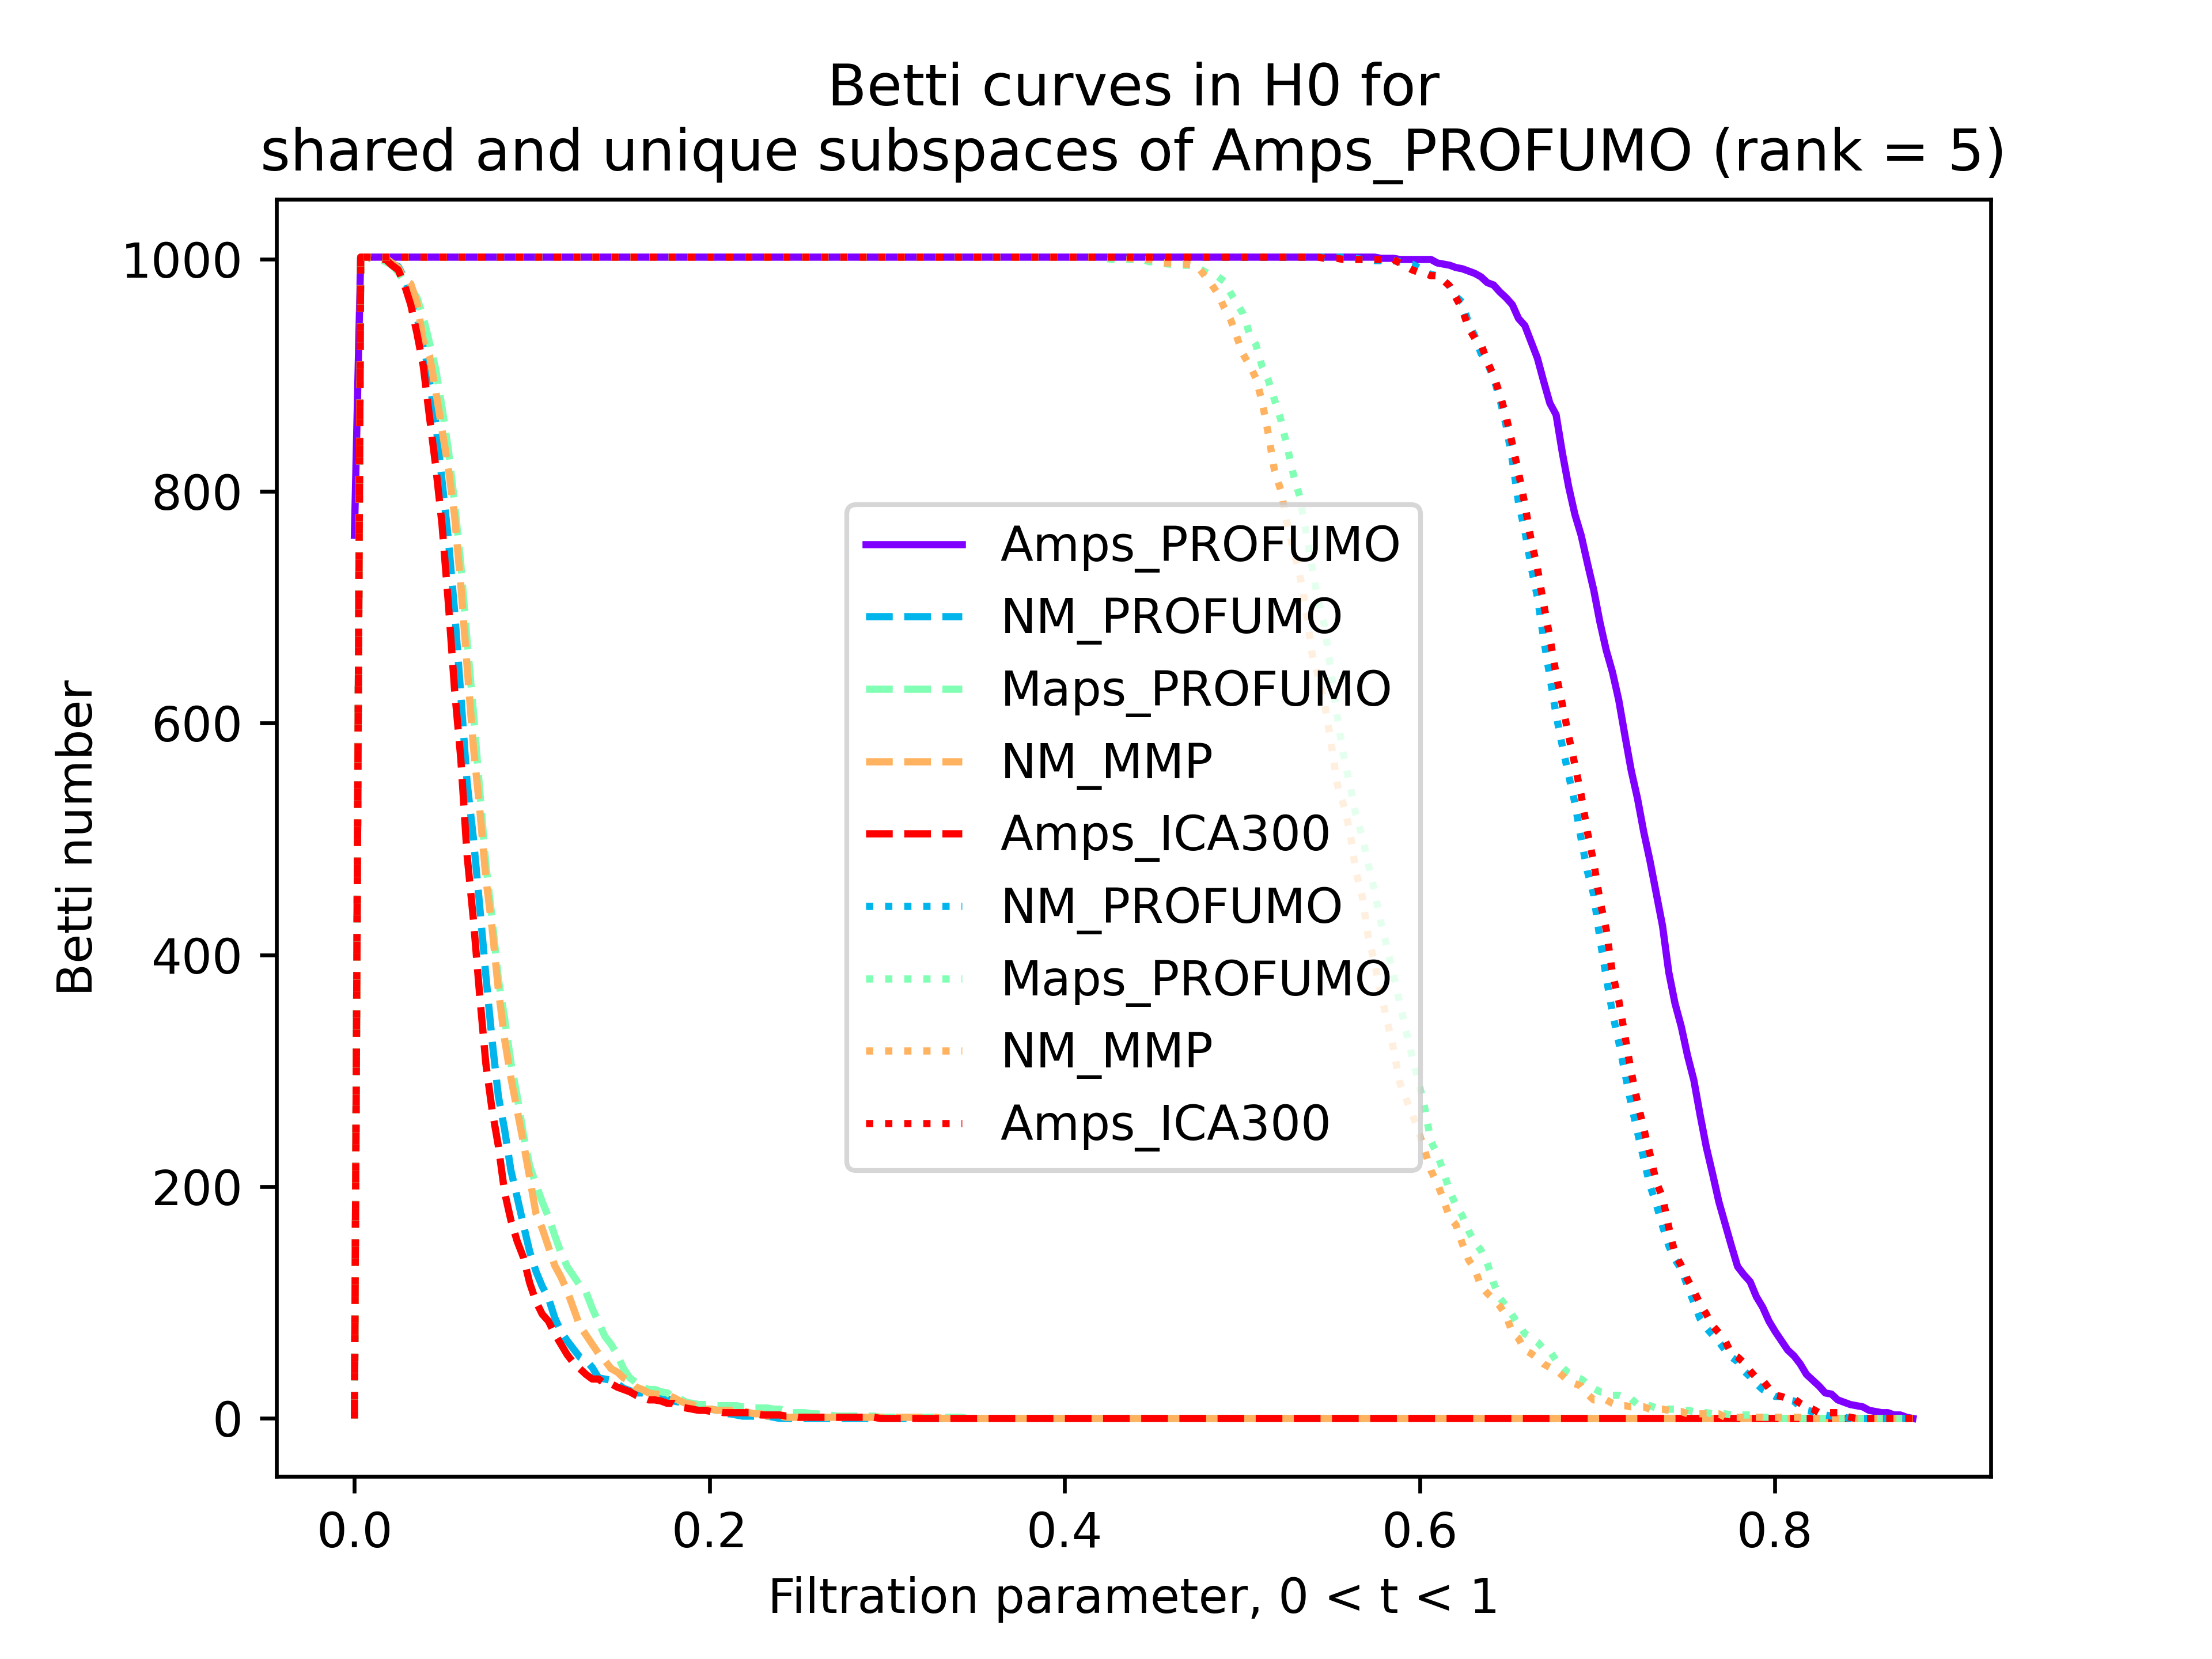 Betti curves in H0 for
shared and unique subspaces of Amps_PROFUMO (rank = 5)
1000
800
600
400
200
0
Betti number
Amps_PROFUMO
NM_PROFUMO
Maps_PROFUMO
NM_MMP
Amps_ICA300
NM_PROFUMO
Maps_PROFUMO
NM_MMP
Amps_ICA300
0.0 0.2 0.4 0.6 0.8
Filtration parameter, 0 < t < 1